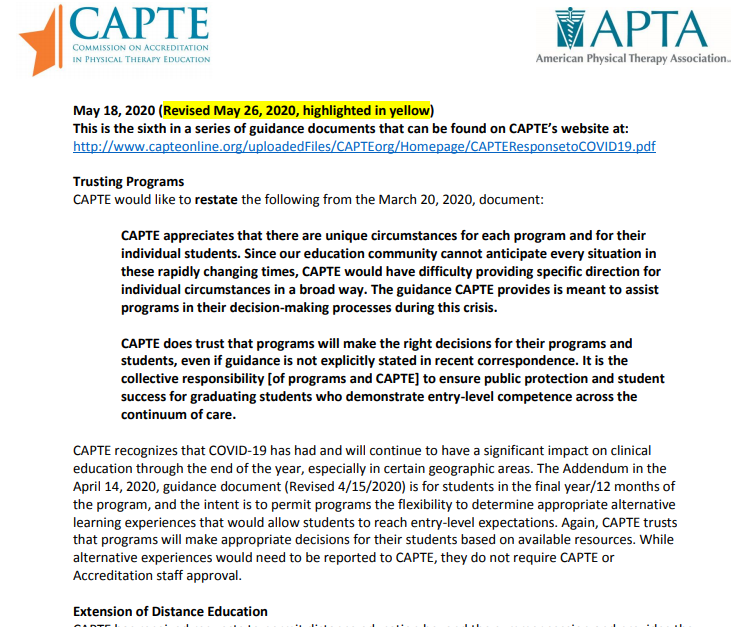 CAPTE
COMMISSION ON ACCREDITATION
IN PHYSICAL THERAPY EDUCATION
APTA
American Physical Therapy Association.
May 18, 2020 (Revised May 26, 2020, highlighted in yellow)
This is the sixth in a series of guidance documents that can be found on CAPTE’s website at:
http://www.capteonline.org/uploadedFiles/CAPTEorg/Homepage/CAPTEResponsetoCOVID19.pdf
Trusting Programs
CAPTE would like to restate the following from the March 20, 2020, document:
CAPTE appreciates that there are unique circumstances for each program and for their
individual students. Since our education community cannot anticipate every situation in
these rapidly changing times, CAPTE would have difficulty providing specific direction for
individual circumstances in a broad way. The guidance CAPTE provides is meant to assist
programs in their decision-making processes during this crisis.
CAPTE does trust that programs will make the right decisions for their programs and
students, even if guidance is not explicitly stated in recent correspondence. It is the
collective responsibility [of programs and CAPTE] to ensure public protection and student
success for graduating students who demonstrate entry-level competence across the
continuum of care.
CAPTE recognizes that COVID-19 has had and will continue to have a significant impact on clinical
education through the end of the year, especially in certain geographic areas. The Addendum in the
April 14, 2020, guidance document (Revised 4/15/2020) is for students in the final year/12 months of
the program, and the intent is to permit programs the flexibility to determine appropriate alternative
learning experiences that would allow students to reach entry-level expectations. Again, CAPTE trusts
that programs will make appropriate decisions for their students based on available resources. While
alternative experiences would need to be reported to CAPTE, they do not require CAPTE or
Accreditation staff approval.
Extension of Distance Education